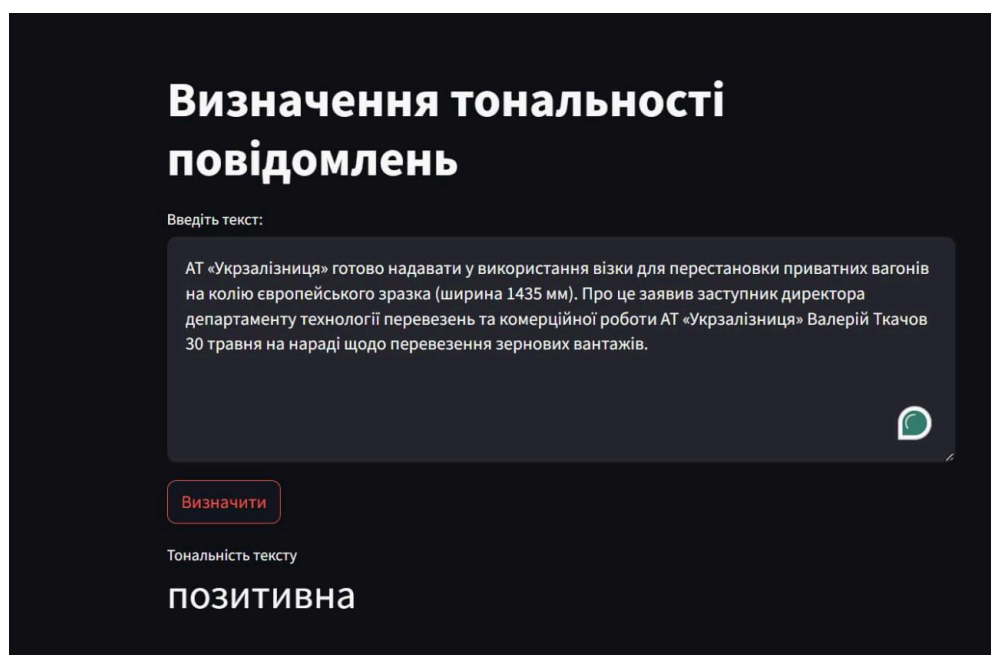 Визначення тональності
повідомлень
Введіть текст:
АТ «Укрзалізниця» готово надавати у використання візки для перестановки приватних вагонів
на колію європейського зразка (ширина 1435 мм). Про це заявив заступник директора
департаменту технології перевезень та комерційної роботи АТ «Укрзалізниця» Валерій Ткачов
30 травня на нараді щодо перевезення зернових вантажів.
Визначити
Тональність тексту
позитивна